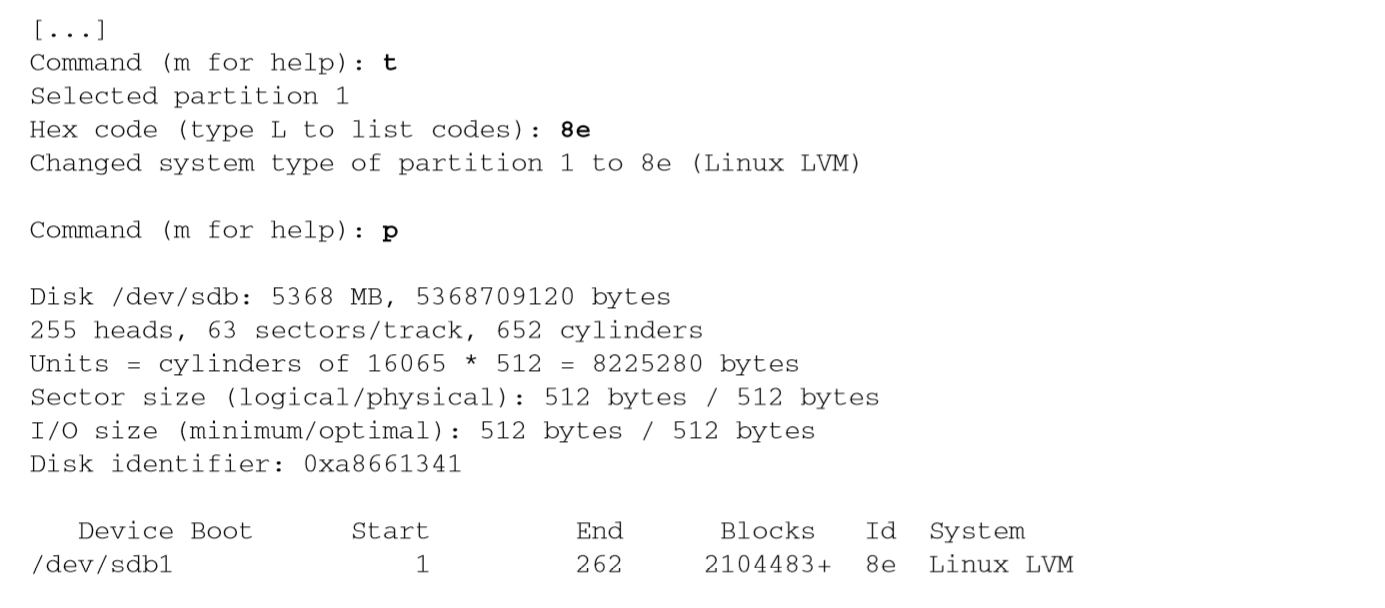 [...]
Command (m for help): t
Selected partition 1
Hex code (type L to list codes): 8e
Changed system type of partition 1 to 8e (Linux LVM)
Command (m for help): p
Disk /dev/sdb: 5368 MB, 5368709120 bytes
255 heads, 63 sectors/track, 652 cylinders
Units = cylinders of 16065 * 512 = 8225280 bytes
Sector size (logical/physical): 512 bytes / 512 bytes
I/O size (minimum/optimal): 512 bytes / 512 bytes
Disk identifier: 0xa8661341
Device Boot Start End Blocks Id System
/dev/sdb1 1 262 2104483+ 8e Linux LVM